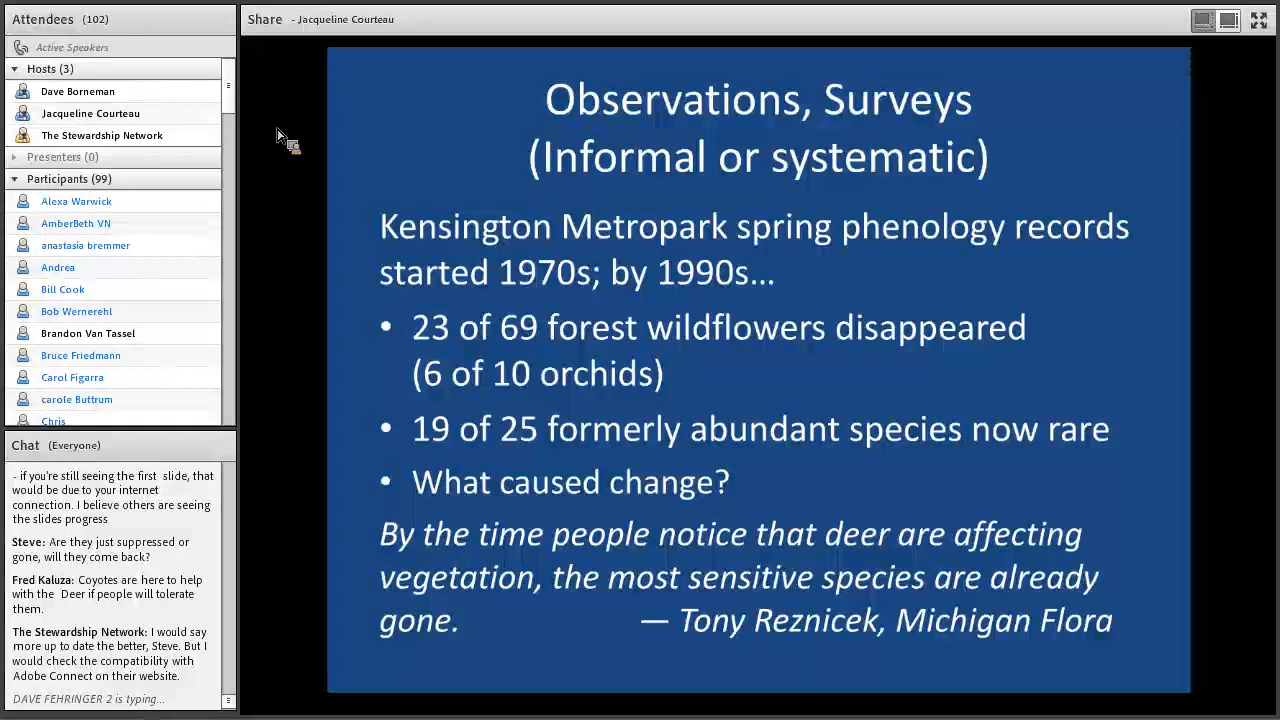 Attendees (102)
Active Speakers
Hosts (3)
Dave Borneman
Jacqueline Courteau
The Stewardship Network
Presenters (0)
Participants (99)
Alexa Warwick
AmberBeth VN
anastasia bremmer
Andrea
Bill Cook
Bob Wernerehl
Brandon Van Tassel
Bruce Friedmann
Carol Figarra
carole Buttrum
Chris
Chat (Everyone)
- if you're still seeing the first slide, that
would be due to your internet
connection. I believe others are seeing
the slides progress
Steve: Are they just suppressed or
gone, will they come back?
Fred Kaluza: Coyotes are here to help
with the Deer if people will tolerate
them.
The Stewardship Network: I would say
more up to date the better, Steve. But I
would check the compatibility with
Adobe Connect on their website.
DAVE FEHRINGER 2 is typing...
Share - Jacqueline Courteau
Observations, Surveys
(Informal or systematic)
Kensington Metropark spring phenology records
started 1970s; by 1990s...
• 23 of 69 forest wildflowers disappeared
(6 of 10 orchids)
• 19 of 25 formerly abundant species now rare
• What caused change?
By the time people notice that deer are affecting
vegetation, the most sensitive species are already
gone. — Tony Reznicek, Michigan Flora